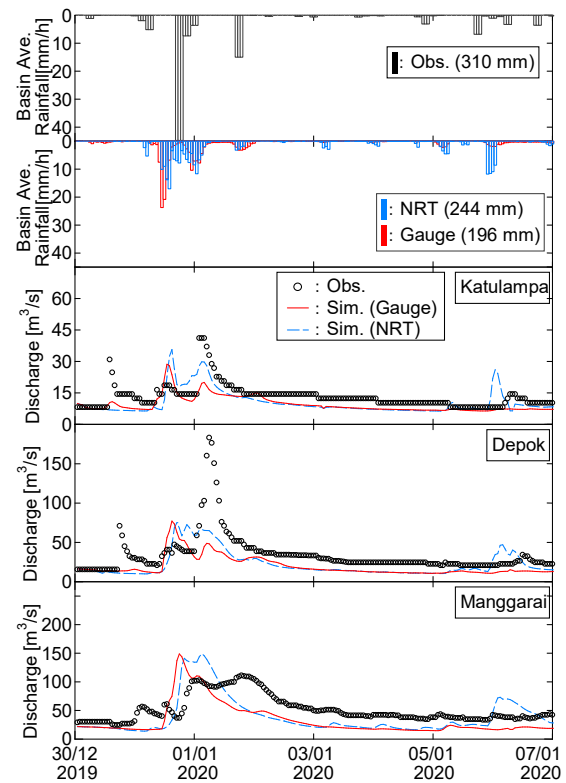 Basin Ave.
Rainfall[mm/h]
0
10
20
30
40
: Obs. (310 mm)
Basin Ave.
Rainfall[mm/h]
0
10
20
30
40
: NRT (244 mm)
: Gauge (196 mm)
Discharge [m³/s]
60
45
30
15
0
: Obs.
: Sim. (Gauge)
: Sim. (NRT)
Katulampa
Discharge [m³/s]
150
100
50
0
Depok
Discharge [m³/s]
200
150
100
50
0
Manggarai
30/12 01/01 03/01 05/01 07/01
2019 2020 2020 2020 2020